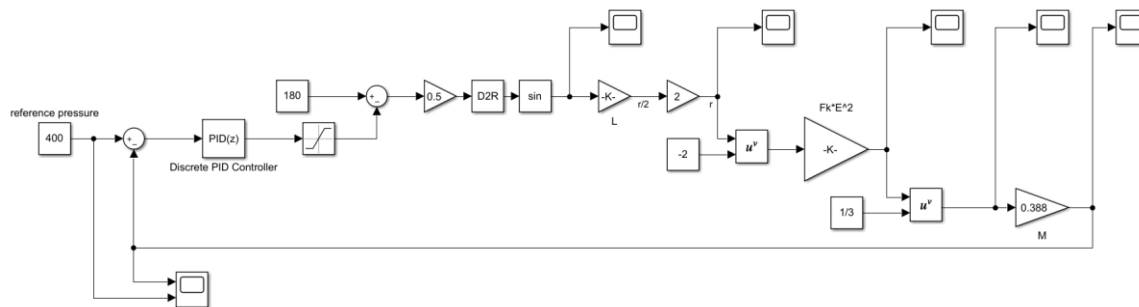 180
+
-
0.5
D2R
sin
-K-
L
r/2
2
r
Fk*E^2
reference pressure
400
+
-
PID(z)
Discrete PID Controller
-2
u^v
-K-
1/3
u^v
0.388
M